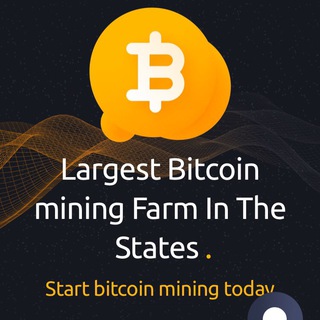 Largest Bitcoin
mining Farm In The
States .
Start bitcoin mining today